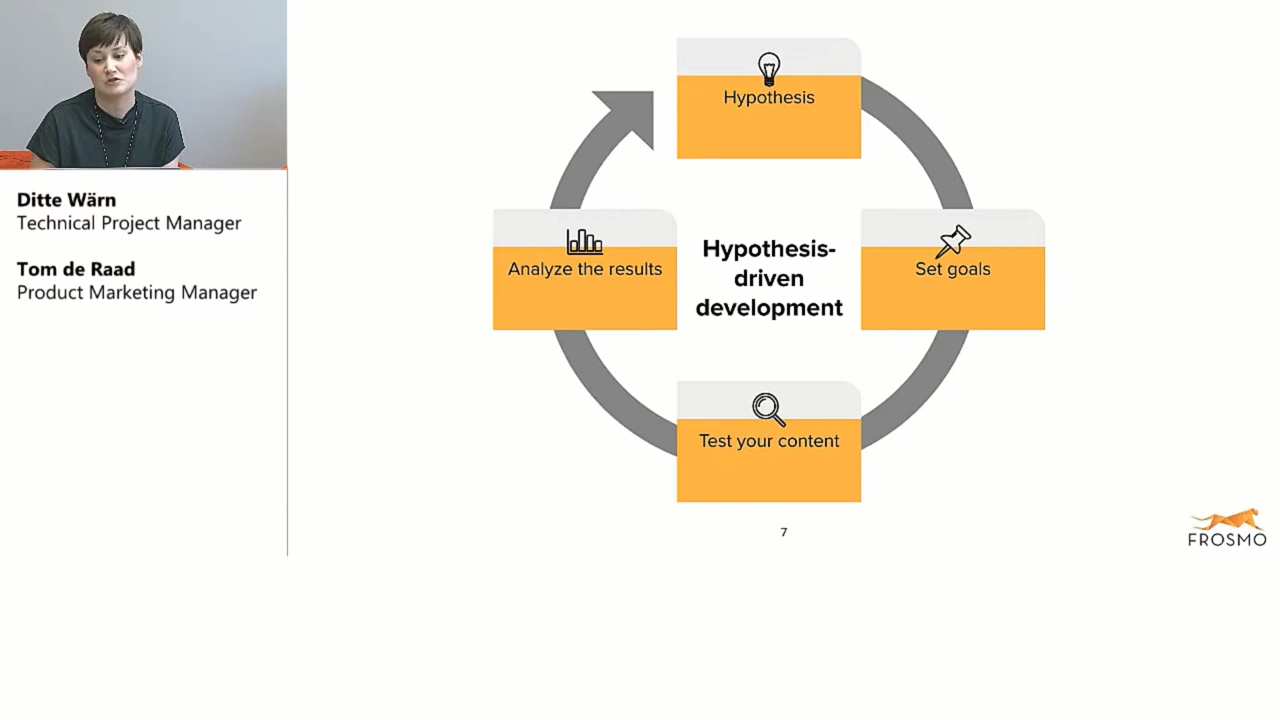 Ditte Wärn
Technical Project Manager
Tom de Raad
Product Marketing Manager
Hypothesis
Analyze the results
Hypothesis-
driven
development
Set goals
Test your content
7
FROSMO